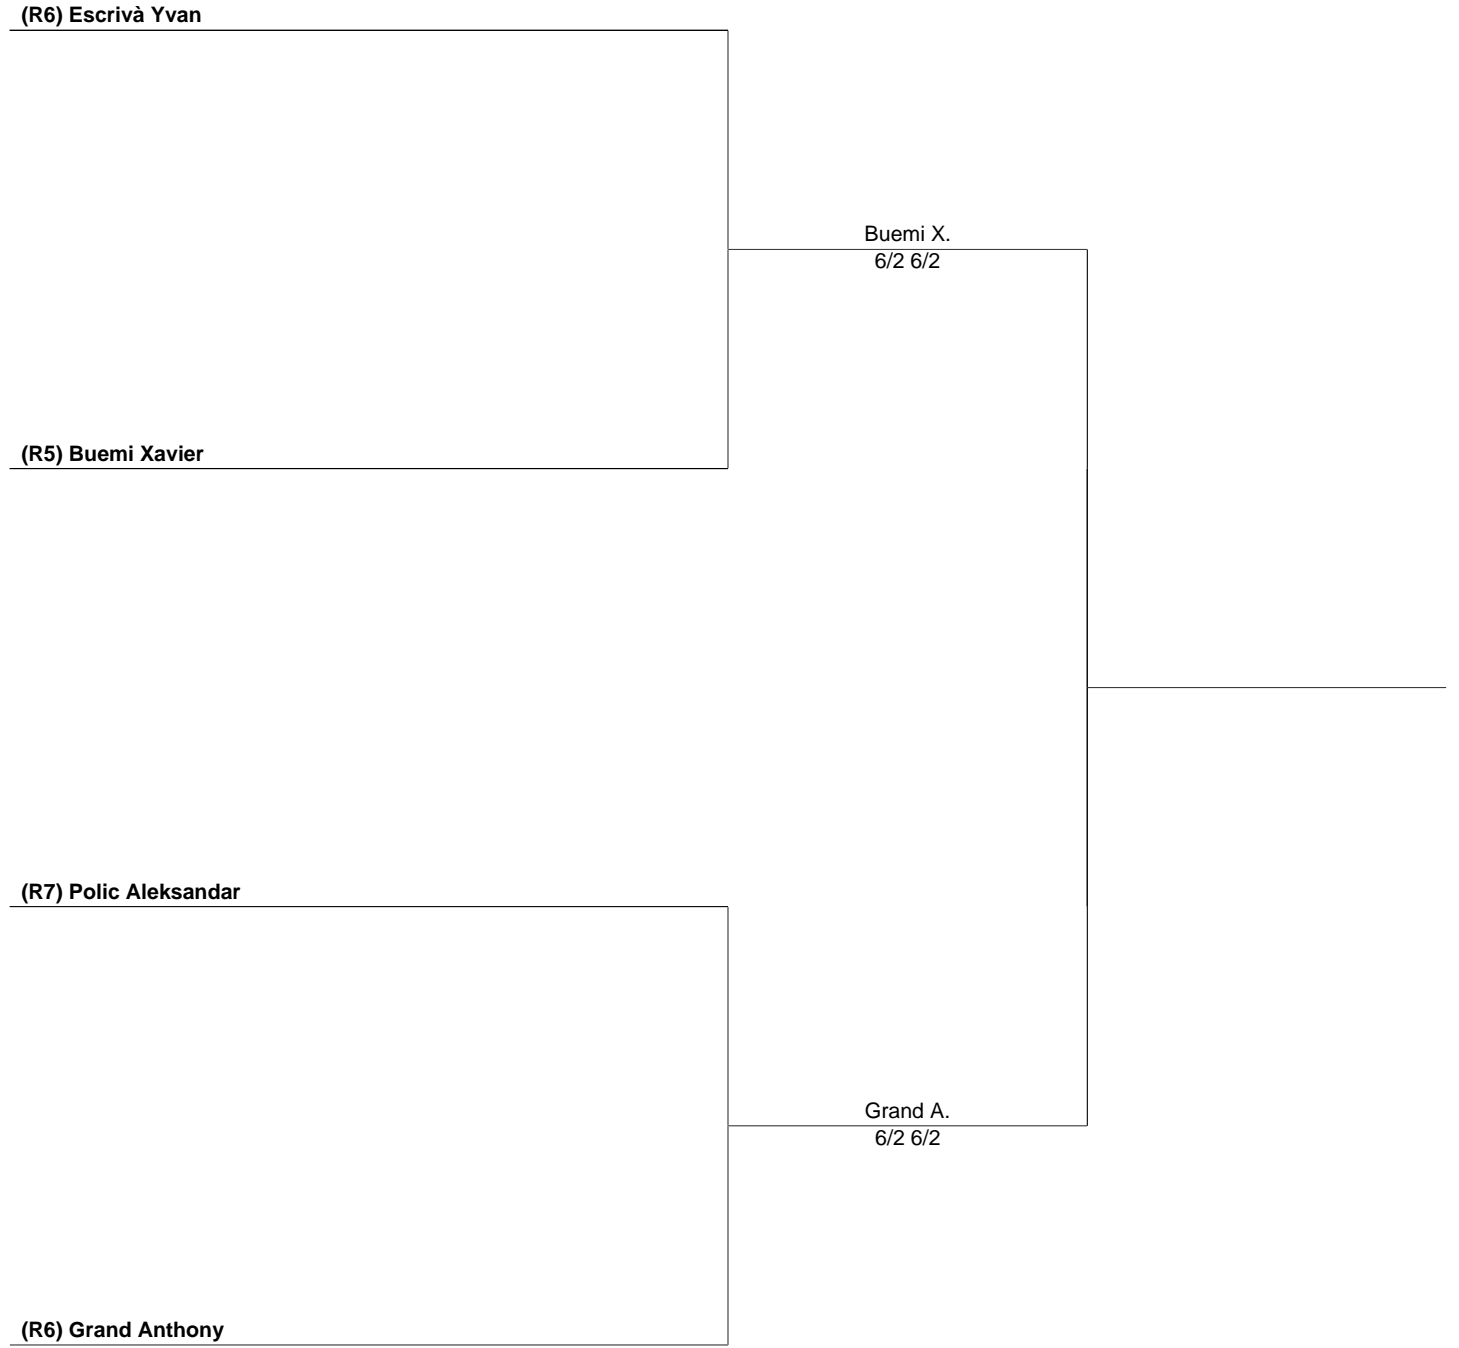 (R6) Escrivà Yvan
Buemi X.
6/2 6/2
(R5) Buemi Xavier
(R7) Polic Aleksandar
Grand A.
6/2 6/2
(R6) Grand Anthony